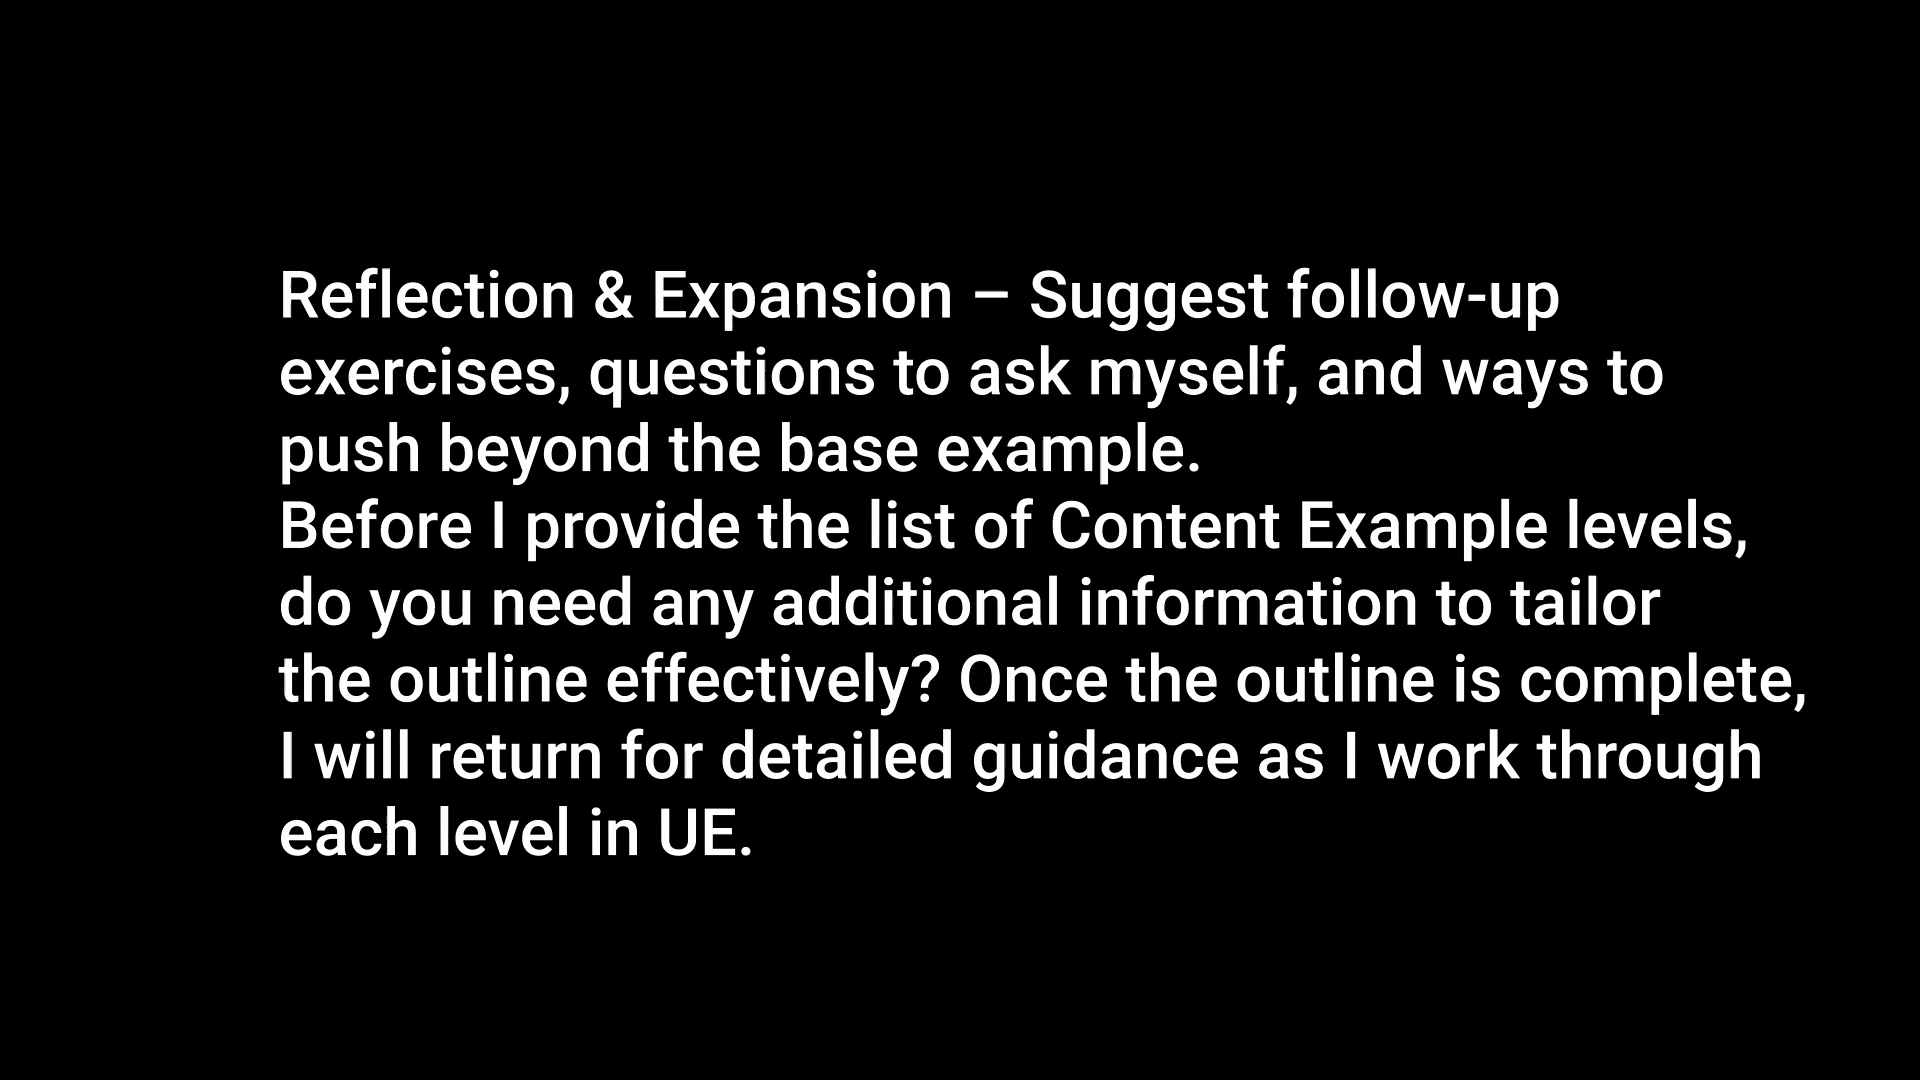 Reflection & Expansion – Suggest follow-up
exercises, questions to ask myself, and ways to
push beyond the base example.
Before I provide the list of Content Example levels,
do you need any additional information to tailor
the outline effectively? Once the outline is complete,
I will return for detailed guidance as I work through
each level in UE.